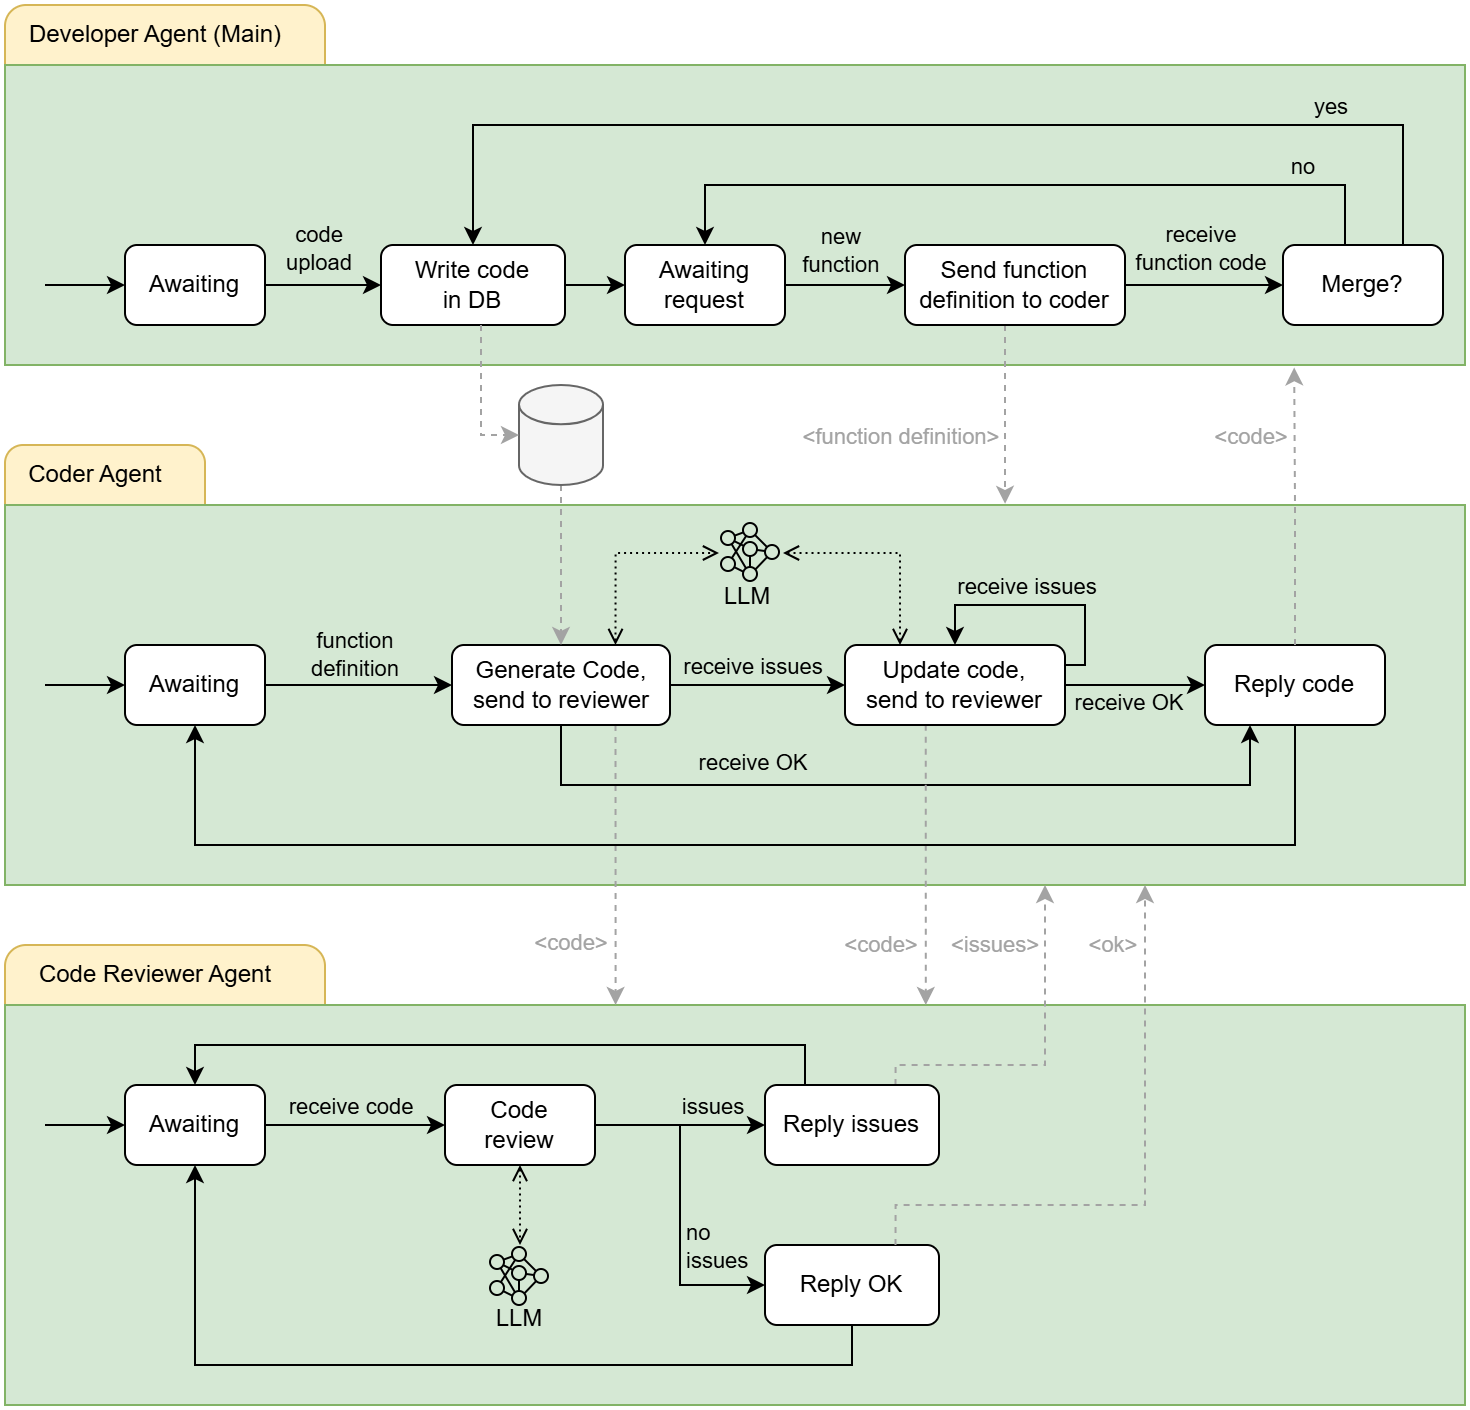 Developer Agent (Main)
yes
no
code
upload
new
function
receive
function code
Awaiting
Write code
in DB
Awaiting
request
Send function
definition to coder
Merge?
<function definition>
<code>
Coder Agent
LLM
receive issues
function
definition
Awaiting
Generate Code,
send to reviewer
receive issues
Update code,
send to reviewer
receive OK
Reply code
receive OK
<code>
<code>
<issues>
<ok>
Code Reviewer Agent
Awaiting
receive code
Code
review
issues
Reply issues
no
issues
Reply OK
LLM